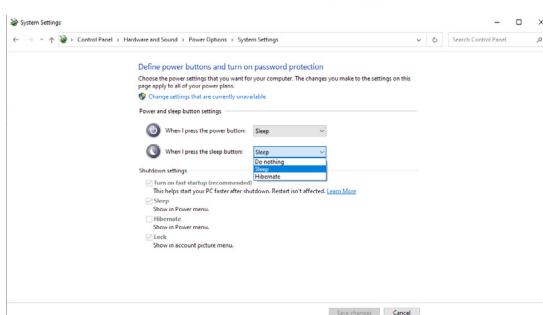 System Settings
Control Panel › Hardware and Sound › Power Options › System Settings
Search Control Panel
Define power buttons and turn on password protection
Choose the power settings that you want for your computer. The changes you make to the settings on this
page apply to all of your power plans.
Change settings that are currently unavailable
Power and sleep button settings
When I press the power button: Sleep
When I press the sleep button: Sleep
Do nothing
Sleep
Hibernate
Shutdown settings
Turn on fast startup (recommended)
This helps start your PC faster after shutdown. Restart isn't affected. Learn More
Sleep
Show in Power menu.
Hibernate
Show in Power menu.
Lock
Show in account picture menu.
Save changes Cancel